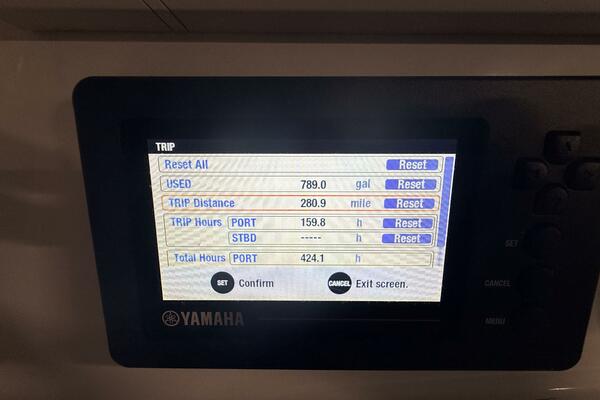 TRIP
Reset All Reset
USED 789.0 gal Reset
TRIP Distance 280.9 mile Reset
TRIP Hours PORT 159.8 h Reset
STBD ----- h Reset
Total Hours PORT 424.1 h
SET Confirm CANCEL Exit screen.
YAMAHA
SET
CANCEL
MENU